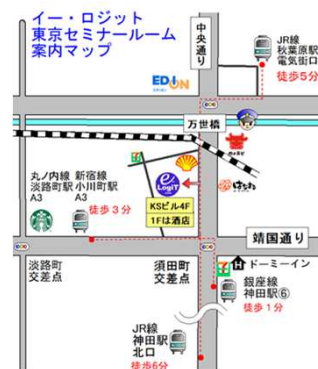 イー・ロジット
東京セミナールーム
案内マップ
中央通り
JR線
秋葉原駅
電気街口
徒歩5分
EDION
万世橋
丸ノ内線
淡路町駅
A3
新宿線
小川町駅
A3
徒歩3分
e
LogiT
KSビル4F
1Fは酒店
靖国通り
淡路町
交差点
須田町
交差点
ドーミーイン
銀座線
神田駅⑥
徒歩1分
JR線
神田駅
北口
徒歩6分